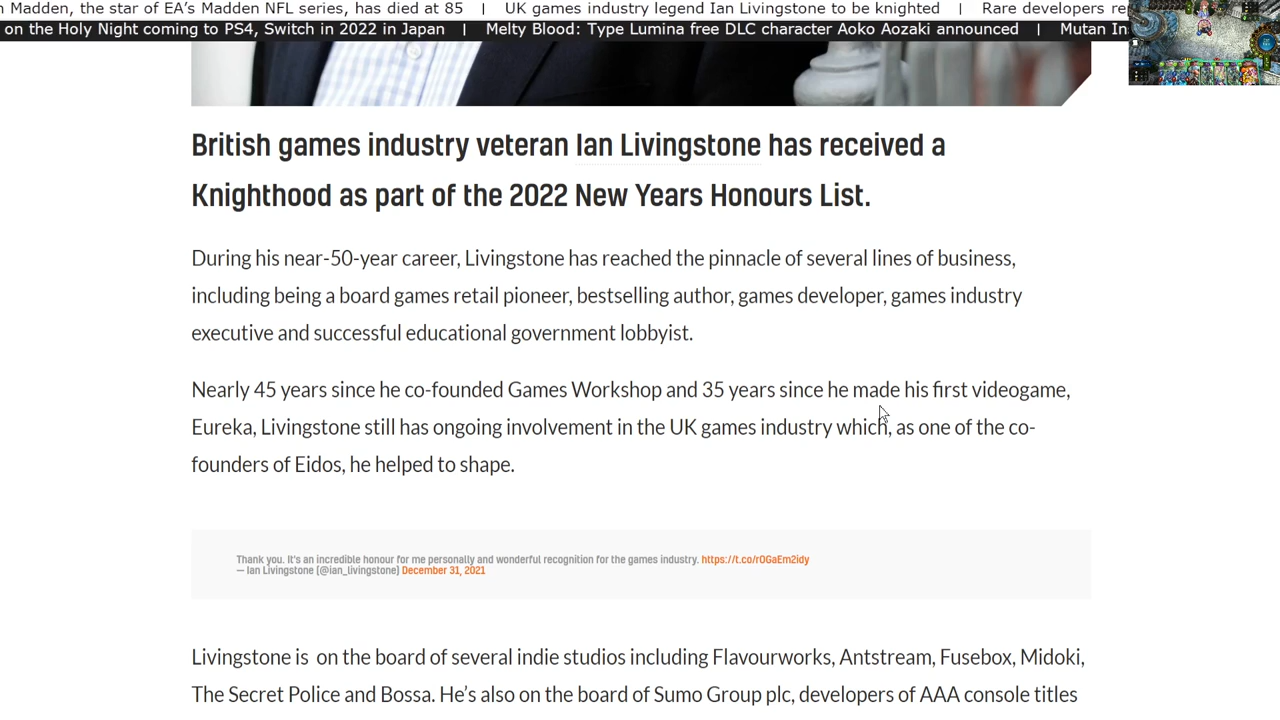 Madden, the star of EA's Madden NFL series, has died at 85 | UK games industry legend Ian Livingstone to be knighted | Rare developers
on the Holy Night coming to PS4, Switch in 2022 in Japan | Melty Blood: Type Lumina free DLC character Aoko Aozaki announced | Mutan
British games industry veteran Ian Livingstone has received a
Knighthood as part of the 2022 New Years Honours List.
During his near-50-year career, Livingstone has reached the pinnacle of several lines of business,
including being a board games retail pioneer, bestselling author, games developer, games industry
executive and successful educational government lobbyist.
Nearly 45 years since he co-founded Games Workshop and 35 years since he made his first videogame,
Eureka, Livingstone still has ongoing involvement in the UK games industry which, as one of the co-
founders of Eidos, he helped to shape.
Thank you. It's an incredible honour for me personally and wonderful recognition for the games industry. https://t.co/rOGaEm2idy
— Ian Livingstone (@ian_livingstone) December 31, 2021
Livingstone is on the board of several indie studios including Flavourworks, Antstream, Fusebox, Midoki,
The Secret Police and Bossa. He's also on the board of Sumo Group plc, developers of AAA console titles